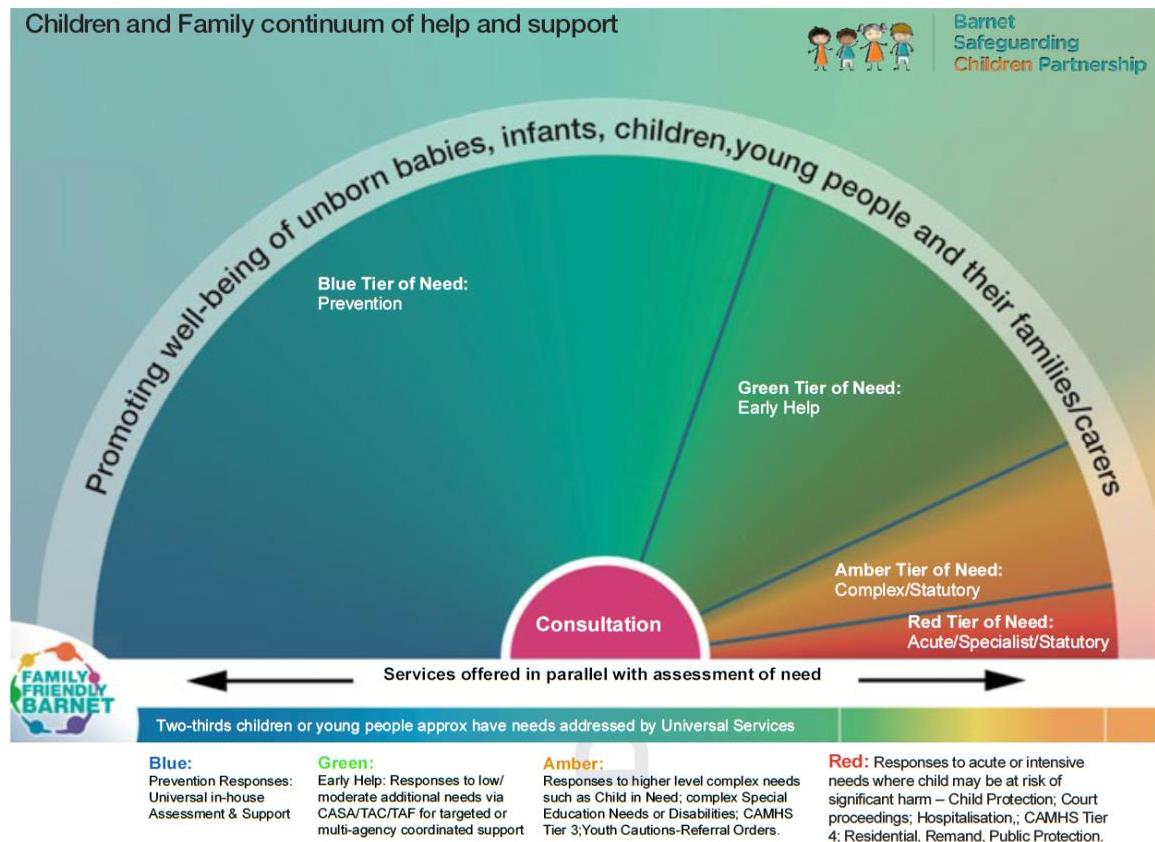 Children and Family continuum of help and support
Barnet
Safeguarding
Children Partnership
Promoting well-being of unborn babies, infants, children,young people and their families/carers
Blue Tier of Need:
Prevention
Green Tier of Need:
Early Help
Amber Tier of Need:
Complex/Statutory
Red Tier of Need:
Acute/Specialist/Statutory
Consultation
FAMILY
FRIENDLY
BARNET
Services offered in parallel with assessment of need
Two-thirds children or young people approx have needs addressed by Universal Services
Blue:
Prevention Responses:
Universal in-house
Assessment & Support
Green:
Early Help: Responses to low/
moderate additional needs via
CASA/TAC/TAF for targeted or
multi-agency coordinated support
Amber:
Responses to higher level complex needs
such as Child in Need; complex Special
Education Needs or Disabilities; CAMHS
Tier 3;Youth Cautions-Referral Orders.
Red: Responses to acute or intensive
needs where child may be at risk of
significant harm – Child Protection; Court
proceedings; Hospitalisation,; CAMHS Tier
4; Residential, Remand, Public Protection.